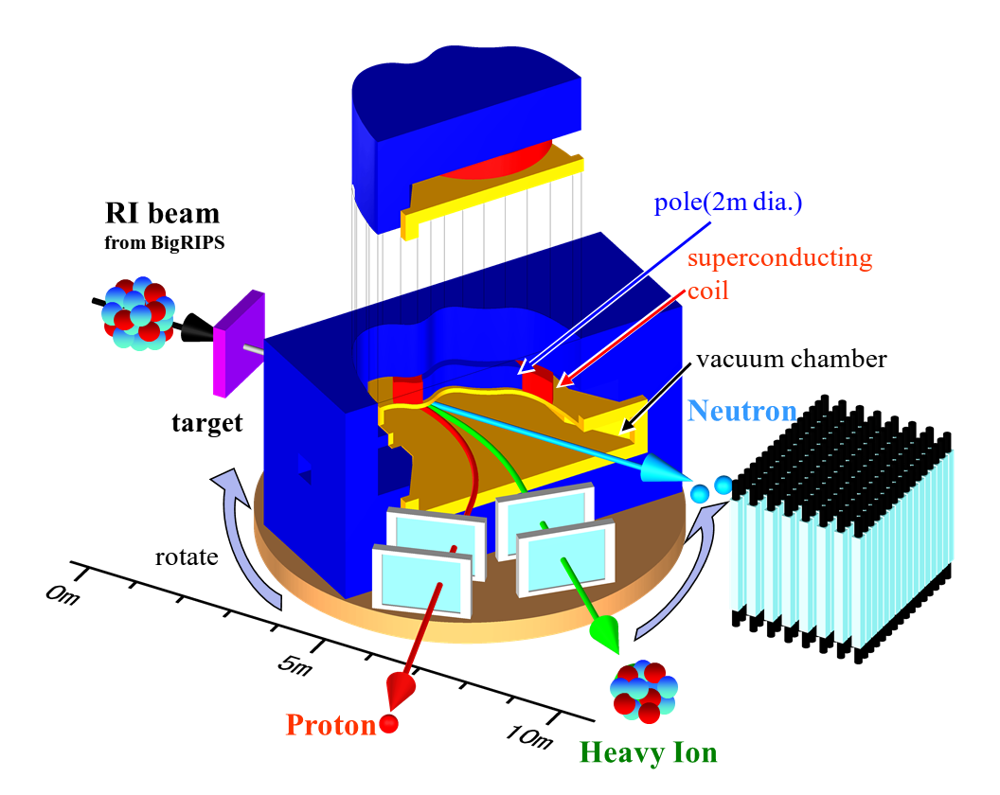 pole(2m dia.)
RI beam
from BigRIPS
superconducting
coil
vacuum chamber
Neutron
target
rotate
0m
5m
10m
Proton
Heavy Ion